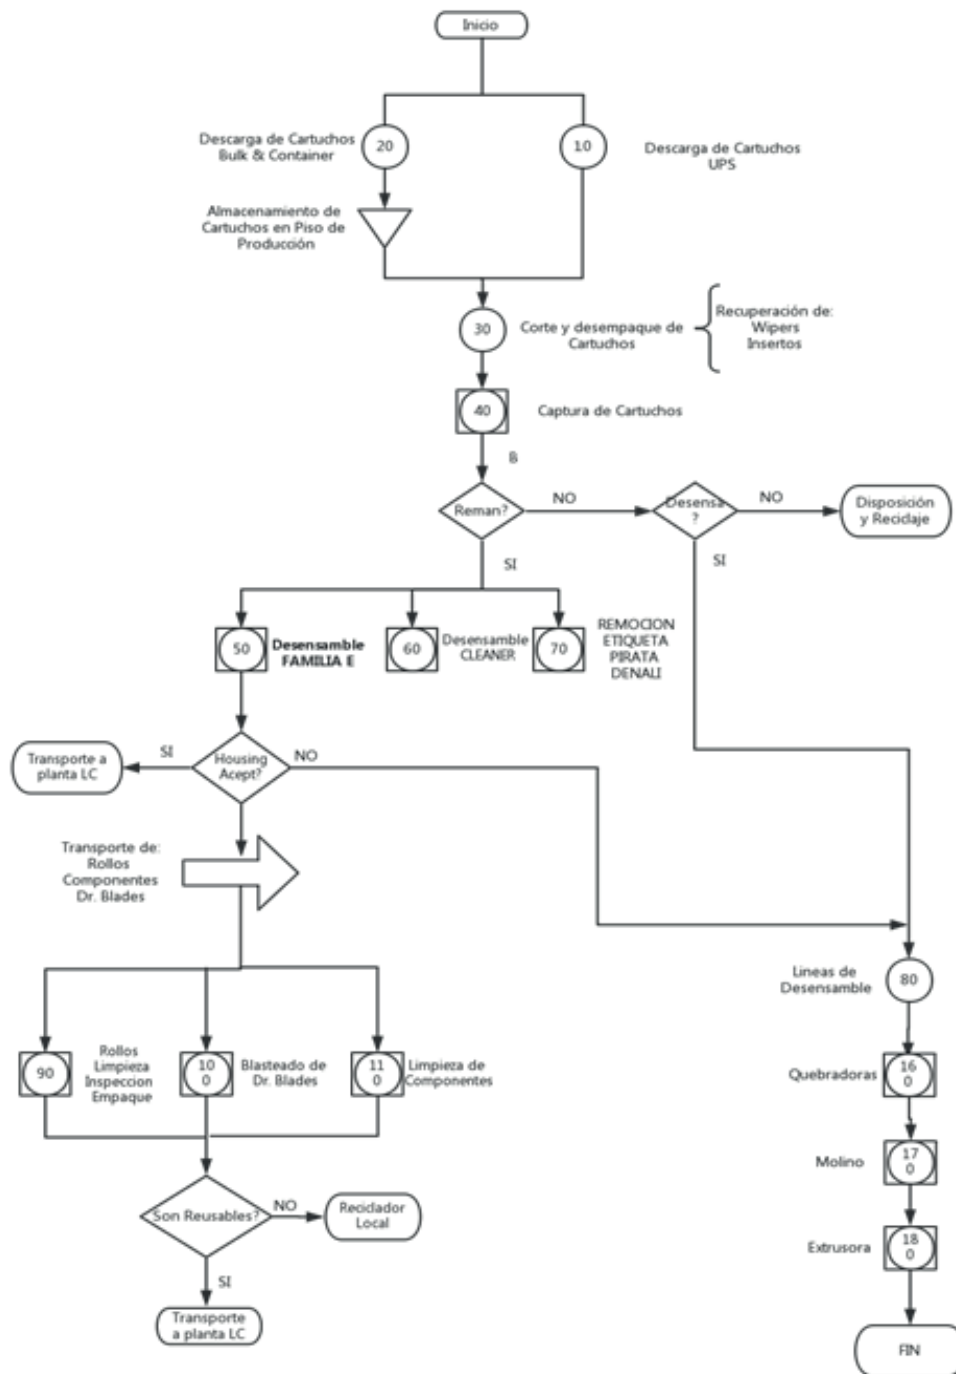 Inicio
Descarga de Cartuchos
Bulk & Container
20
10
Descarga de Cartuchos
UPS
Almacenamiento de
Cartuchos en Piso de
Producción
30
Corte y desempaque de
Cartuchos
Recuperación de:
Wipers
Insertos
40
Captura de Cartuchos
B
Reman?
NO
Desensa
?
NO
Disposición
y Reciclaje
SI
SI
50
Desensamble
FAMILIA E
60
Desensamble
CLEANER
70
REMOCION
ETIQUETA
PIRATA
DENALI
Transporte a
planta LC
SI
Housing
Acept?
NO
Transporte de:
Rollos
Componentes
Dr. Blades
Lineas de
Desensamble
80
90
Rollos
Limpieza
Inspeccion
Empaque
10
0
Blasteado de
Dr. Blades
11
0
Limpieza de
Componentes
Quebradoras
16
0
Molino
17
0
Son Reusables?
NO
Reciclador
Local
Extrusora
18
0
SI
Transporte
a planta LC
FIN